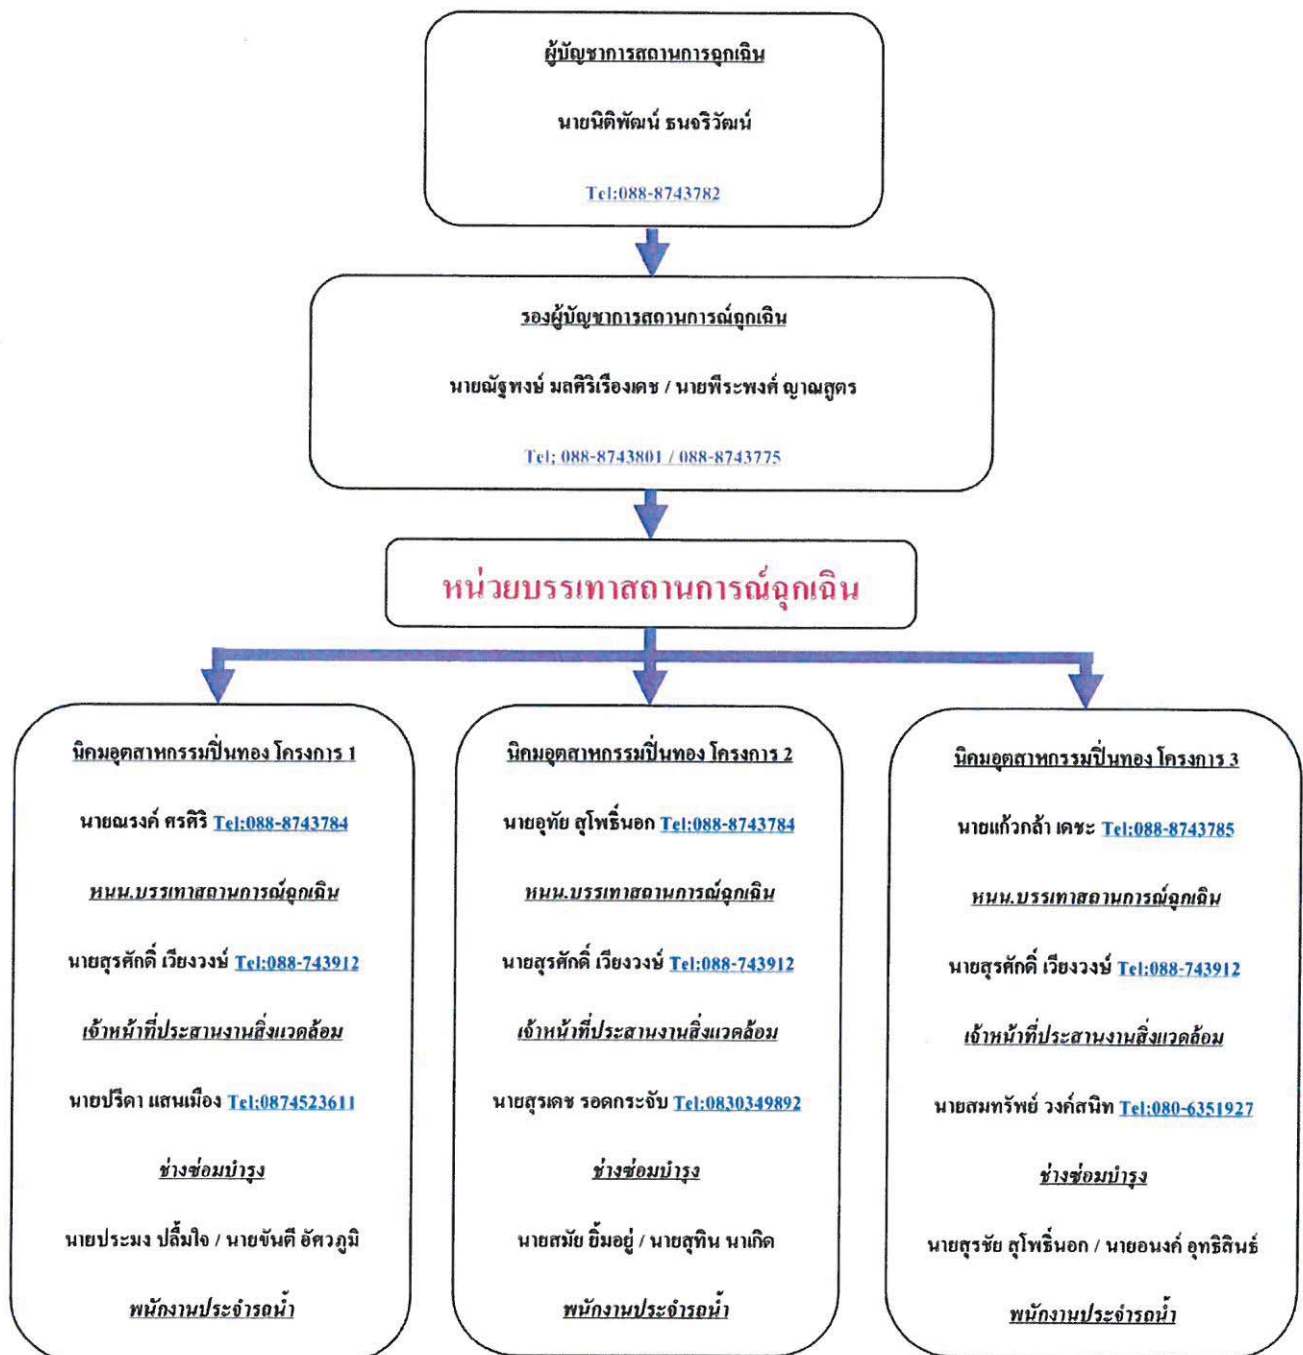 ผู้บัญชาการสถานการฉุกเฉิน
นายนิติพัฒน์ ธนจริวัฒน์
Tel:088-8743782
รองผู้บัญชาการสถานการณ์ฉุกเฉิน
นายณัฐพงษ์ มลศิริเรืองเดช / นายพีระพงศ์ ญาณสูตร
Tel; 088-8743801 / 088-8743775
หน่วยบรรเทาสถานการณ์ฉุกเฉิน
นิคมอุตสาหกรรมปิ่นทอง โครงการ 1
นายณรงค์ ศรศิริ Tel:088-8743784
หนน.บรรเทาสถานการณ์ฉุกเฉิน
นายสุรศักดิ์ เวียงวงษ์ Tel:088-743912
เจ้าหน้าที่ประสานงานสิ่งแวดล้อม
นายปรีดา แสนเมือง Tel:0874523611
ช่างซ่อมบำรุง
นายประมง ปลื้มใจ / นายขันตี อัศวภูมิ
พนักงานประจำรถน้ำ
นิคมอุตสาหกรรมปิ่นทอง โครงการ 2
นายอุทัย สุโพธิ์นอก Tel:088-8743784
หนน.บรรเทาสถานการณ์ฉุกเฉิน
นายสุรศักดิ์ เวียงวงษ์ Tel:088-743912
เจ้าหน้าที่ประสานงานสิ่งแวดล้อม
นายสุรเดช รอดกระจับ Tel:0830349892
ช่างซ่อมบำรุง
นายสมัย ยิ้มอยู่ / นายสุทิน นาเกิด
พนักงานประจำรถน้ำ
นิคมอุตสาหกรรมปิ่นทอง โครงการ 3
นายแก้วกล้า เดชะ Tel:088-8743785
หนน.บรรเทาสถานการณ์ฉุกเฉิน
นายสุรศักดิ์ เวียงวงษ์ Tel:088-743912
เจ้าหน้าที่ประสานงานสิ่งแวดล้อม
นายสมทรัพย์ วงค์สนิท Tel:080-6351927
ช่างซ่อมบำรุง
นายสุรชัย สุโพธิ์นอก / นายอนงค์ อุทธิสินธ์
พนักงานประจำรถน้ำ